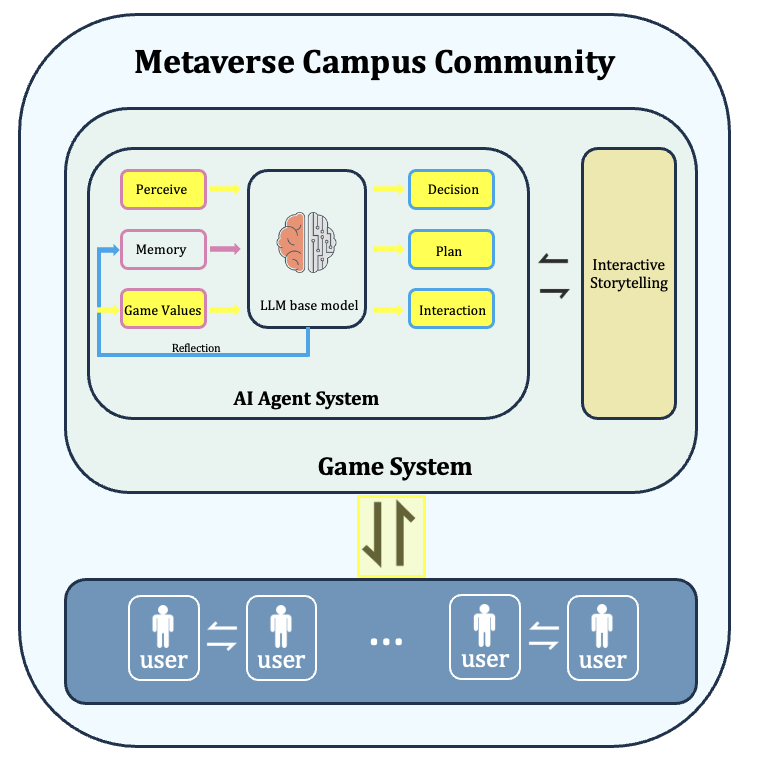 Metaverse Campus Community
Perceive
Decision
Memory
Plan
Interactive
Storytelling
Game Values
LLM base model
Interaction
Reflection
AI Agent System
Game System
...
user
user
user
user